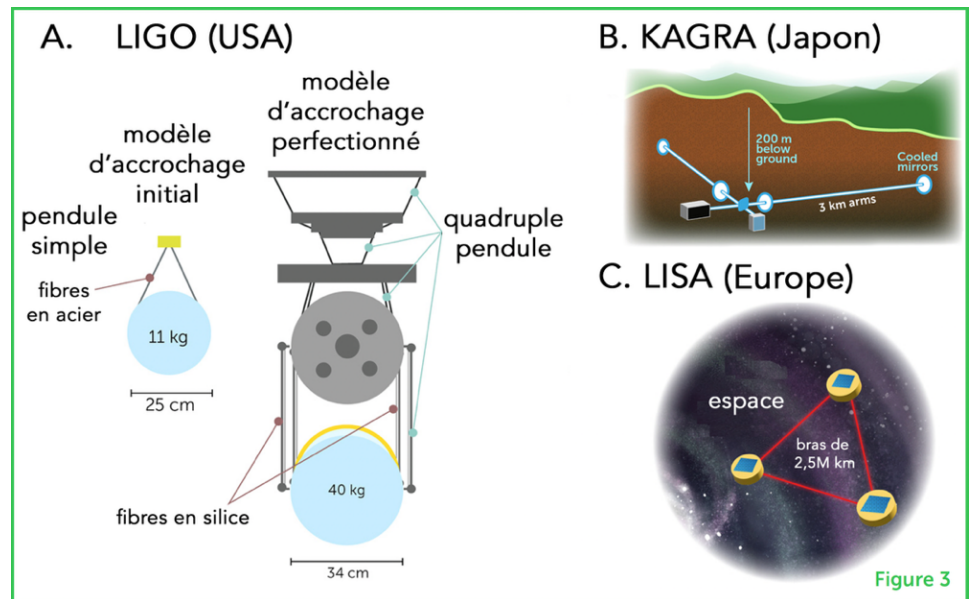 A. LIGO (USA)
modèle
d'accrochage
perfectionné
modèle
d'accrochage
initial
pendule
simple
fibres
en acier
11 kg
25 cm
quadruple
pendule
40 kg
fibres en silice
34 cm
B. KAGRA (Japon)
200 m
below
ground
Cooled
mirrors
3 km arms
C. LISA (Europe)
espace
bras de
2,5M km
Figure 3